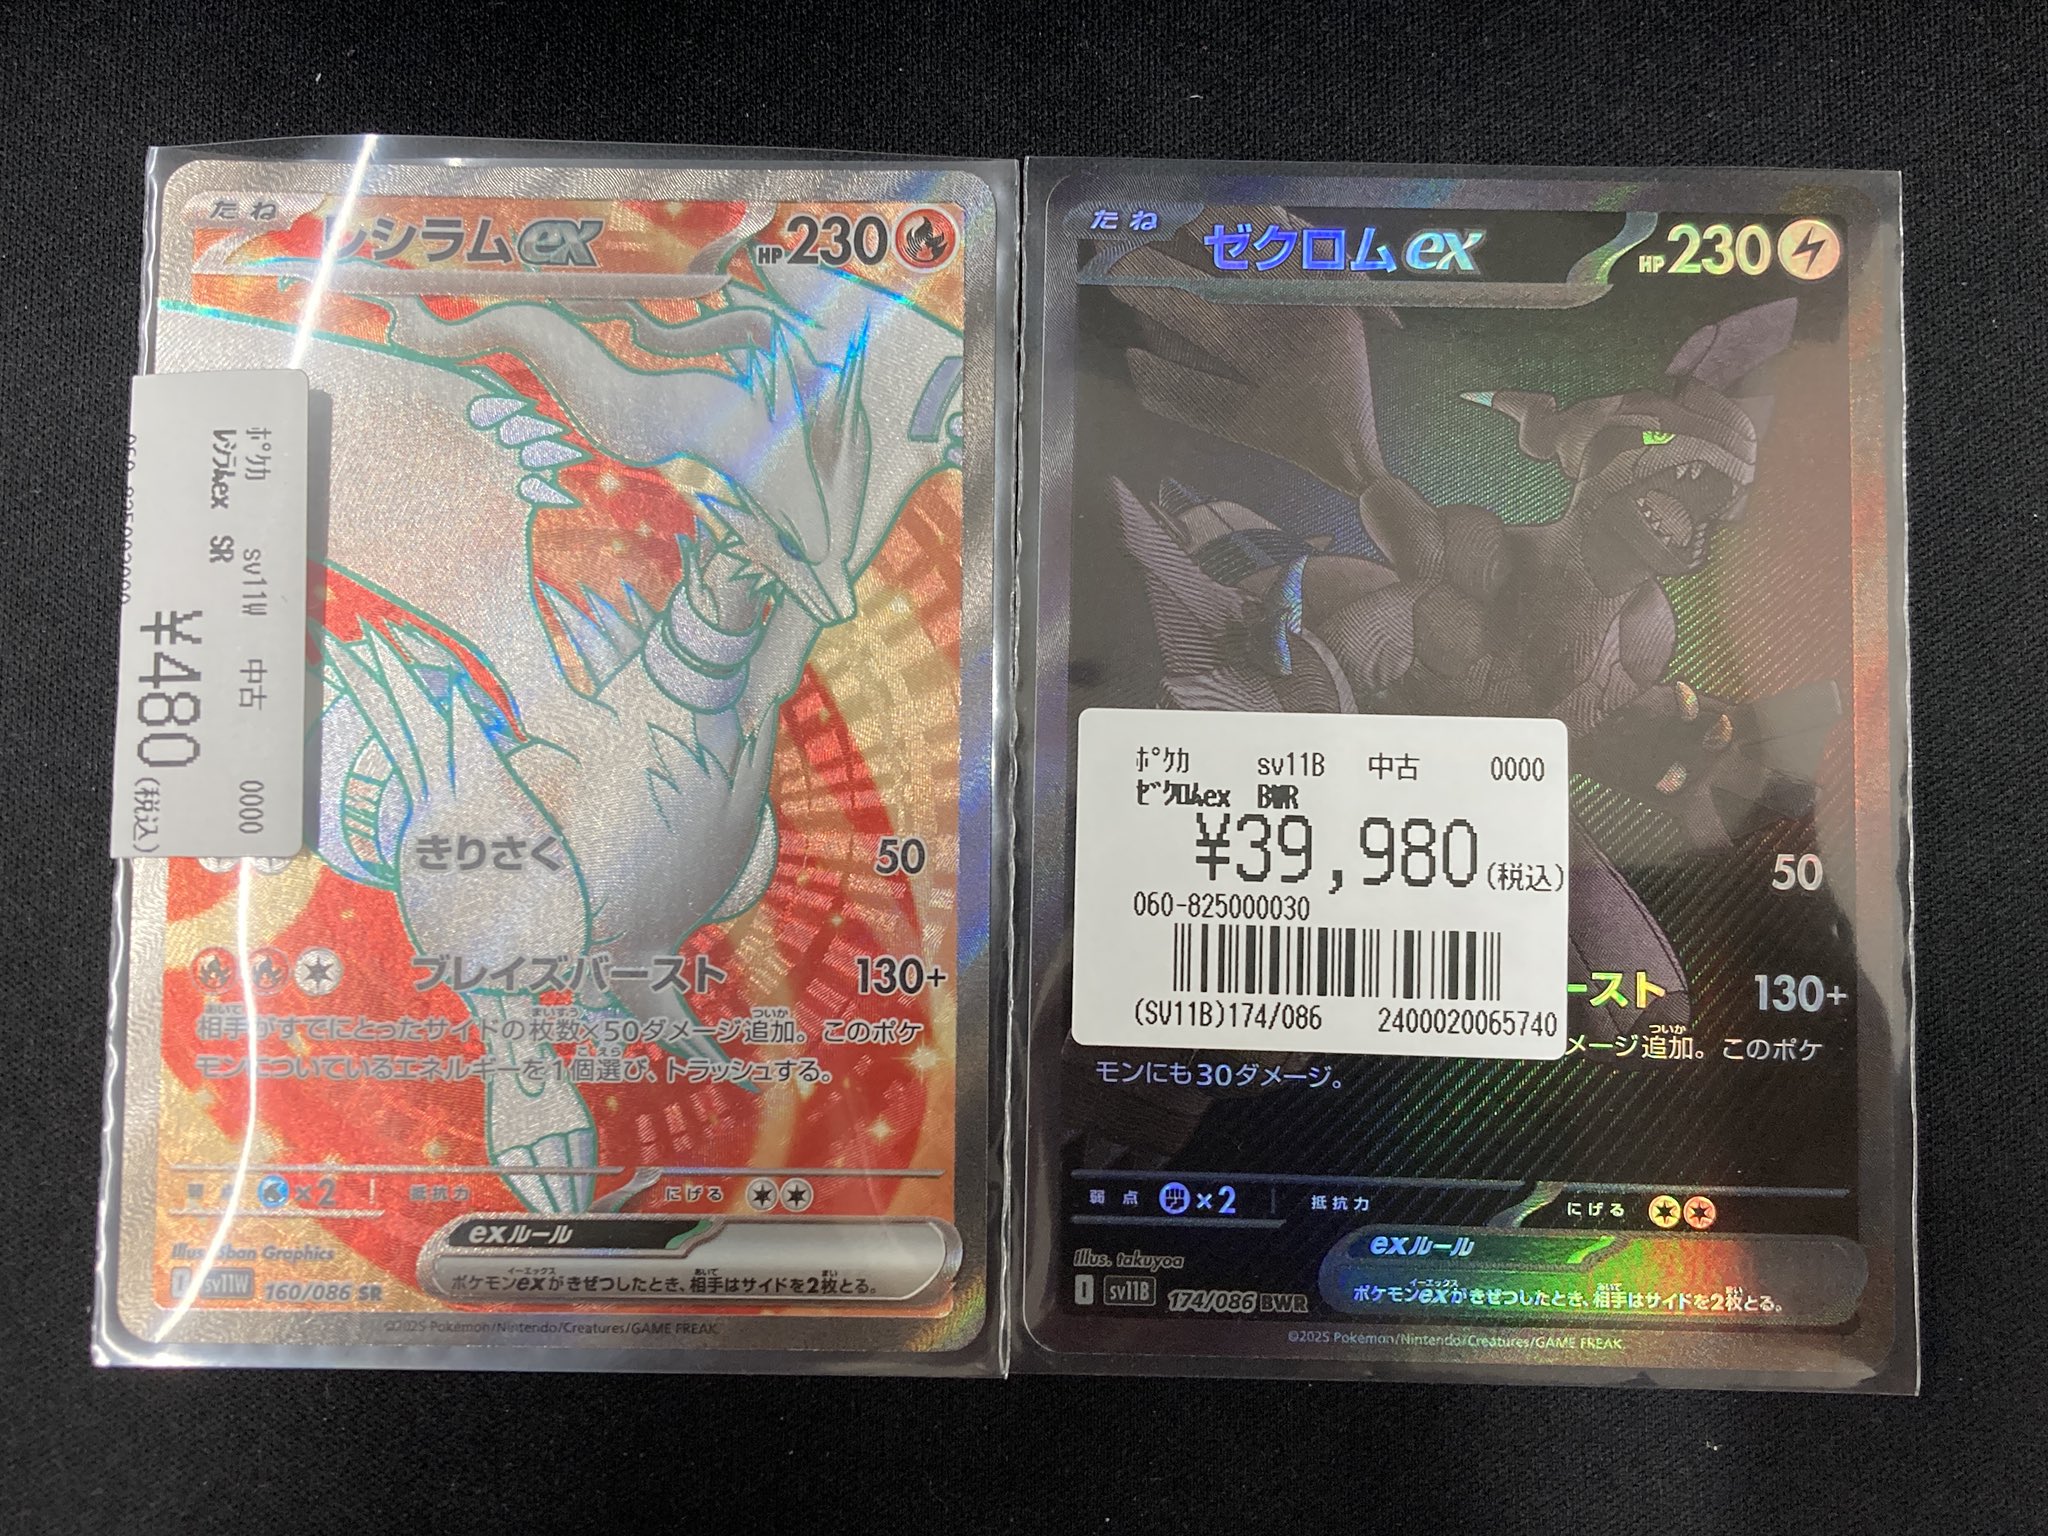 たね レシラムex HP230
ポケカ sv11W 中古 0000
レシラムex SR
¥480(税込)
きりさく 50
ブレイズバースト 130+
相手がすでにとったサイドの枚数×50ダメージ追加。このポケ
モンについているエネルギーを1個選び、トラッシュする。
弱点 ×2 抵抗力 にげる
exルール
ポケモンexがきぜつしたとき、相手はサイドを2枚とる。
Illus. 5ban Graphics
I sv11W 160/086 SR
©2025 Pokémon/Nintendo/Creatures/GAME FREAK
たね ゼクロムex HP230
ポケカ sv11B 中古 0000
ゼクロムex BWR
¥39,980(税込)
060-825000030
(SV11B)174/086 2400020065740
50
ースト 130+
メージ追加。このポケ
モンにも30ダメージ。
弱点 ×2 抵抗力 にげる
exルール
ポケモンexがきぜつしたとき、相手はサイドを2枚とる。
Illus. takuyoa
I sv11B 174/086 BWR
©2025 Pokémon/Nintendo/Creatures/GAME FREAK